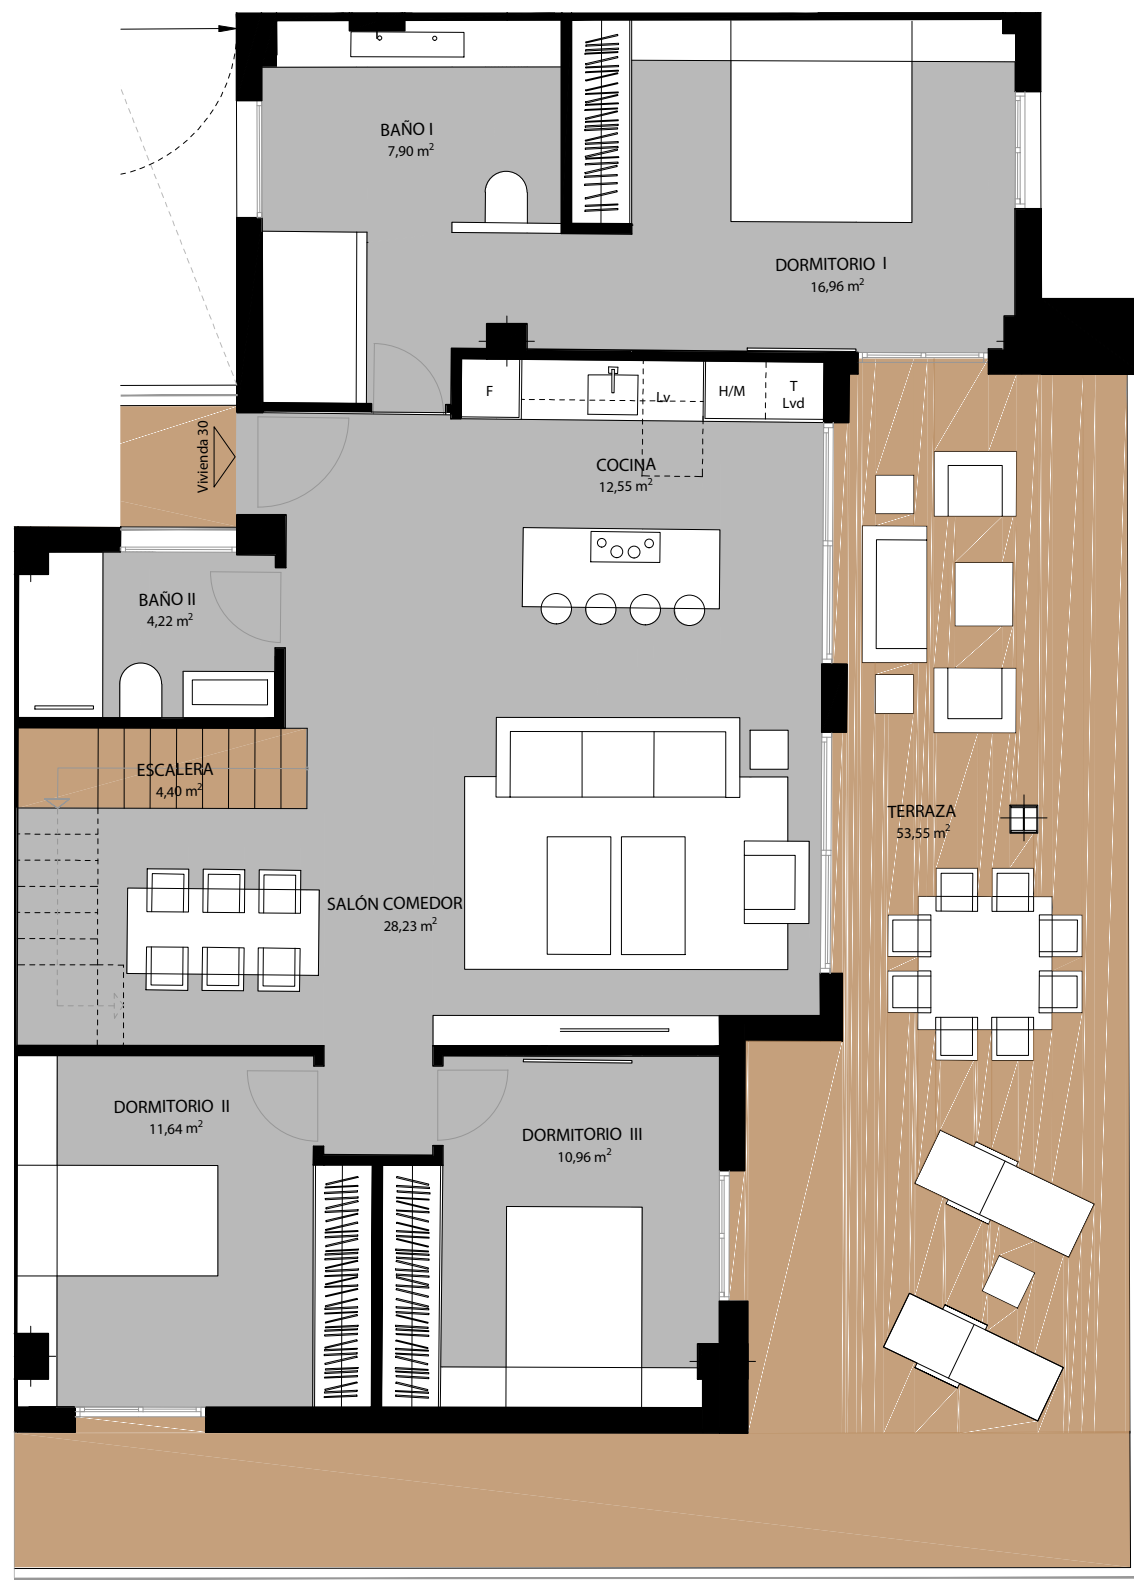 BAÑO I
7,90 m²
DORMITORIO I
16,96 m²
F
Lv
H/M
T
Lvd
Vivienda 30
COCINA
12,55 m²
BAÑO II
4,22 m²
ESCALERA
4,40 m²
TERRAZA
53,55 m²
SALÓN COMEDOR
28,23 m²
DORMITORIO II
11,64 m²
DORMITORIO III
10,96 m²